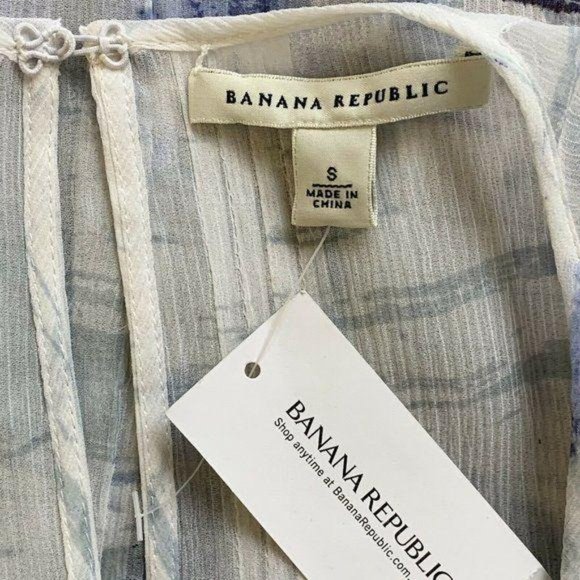 BANANA REPUBLIC
S
MADE IN
CHINA
BANANA REPUBLIC
Shop anytime at BananaRepublic.com